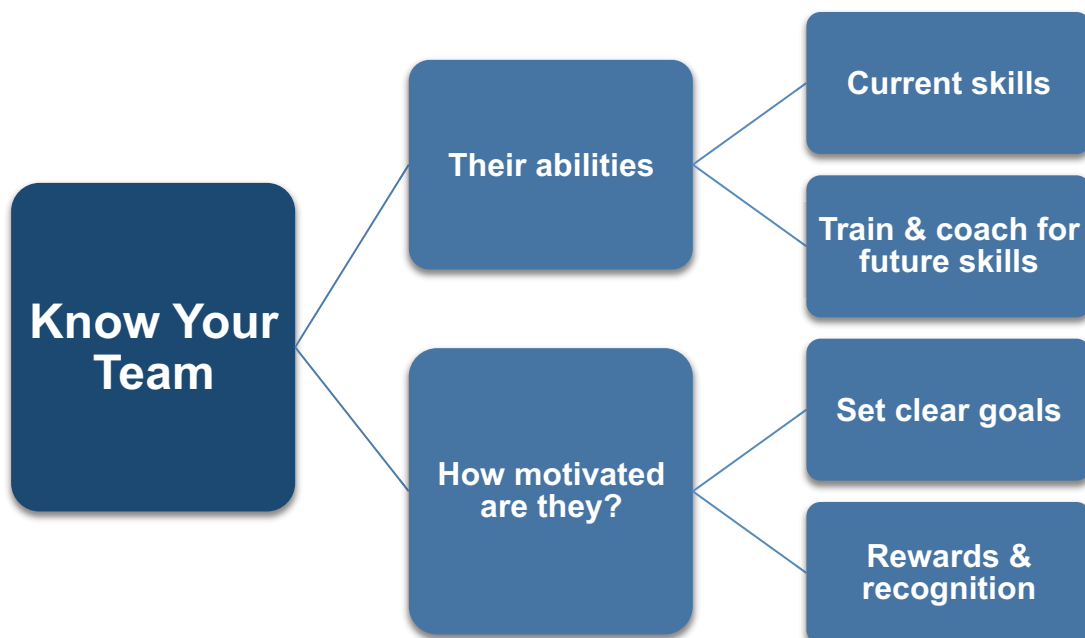 Know Your
Team
Their abilities
Current skills
Train & coach for
future skills
How motivated
are they?
Set clear goals
Rewards &
recognition